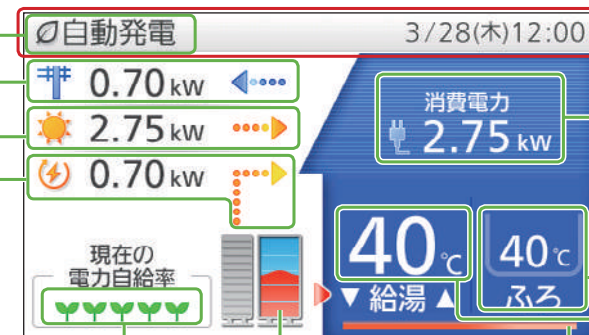 自動発電 3/28(木)12:00
0.70kW
2.75kW
0.70kW
消費電力
2.75kW
現在の
電力自給率
40℃
▼給湯▲
40℃
ふろ